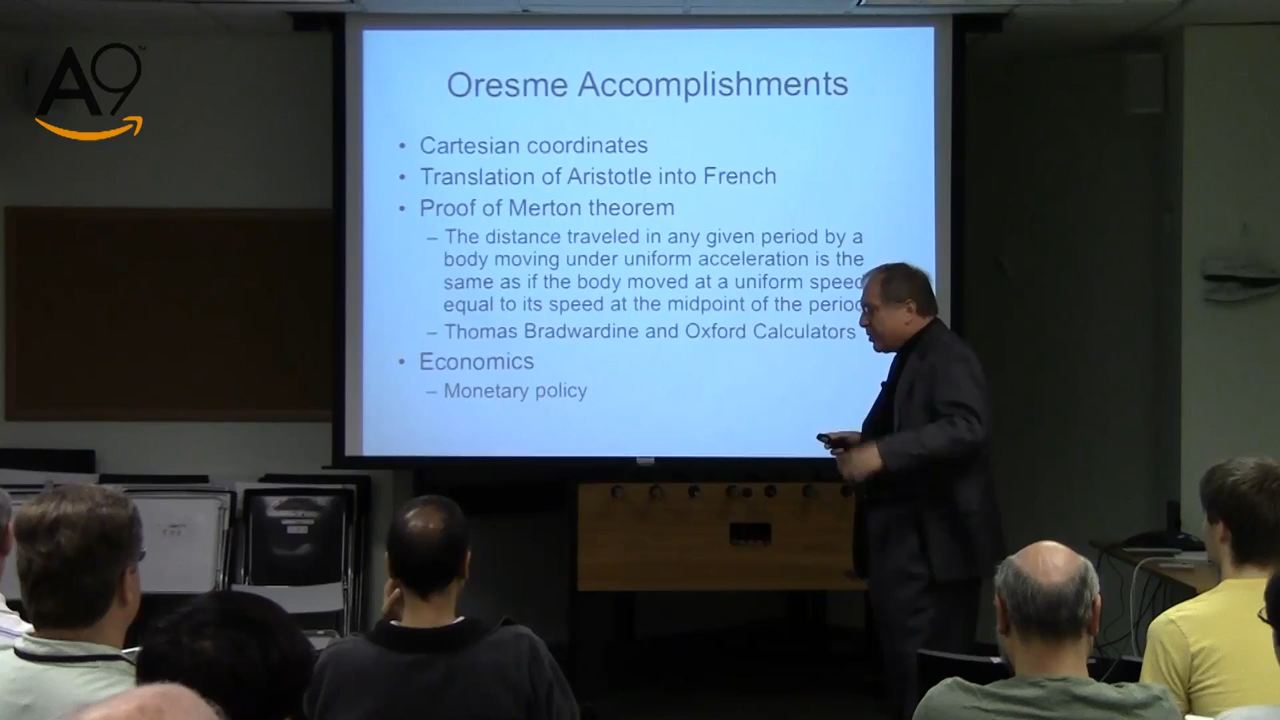 A9™
Oresme Accomplishments
• Cartesian coordinates
• Translation of Aristotle into French
• Proof of Merton theorem
– The distance traveled in any given period by a
body moving under uniform acceleration is the
same as if the body moved at a uniform speed
equal to its speed at the midpoint of the period
– Thomas Bradwardine and Oxford Calculators
• Economics
– Monetary policy